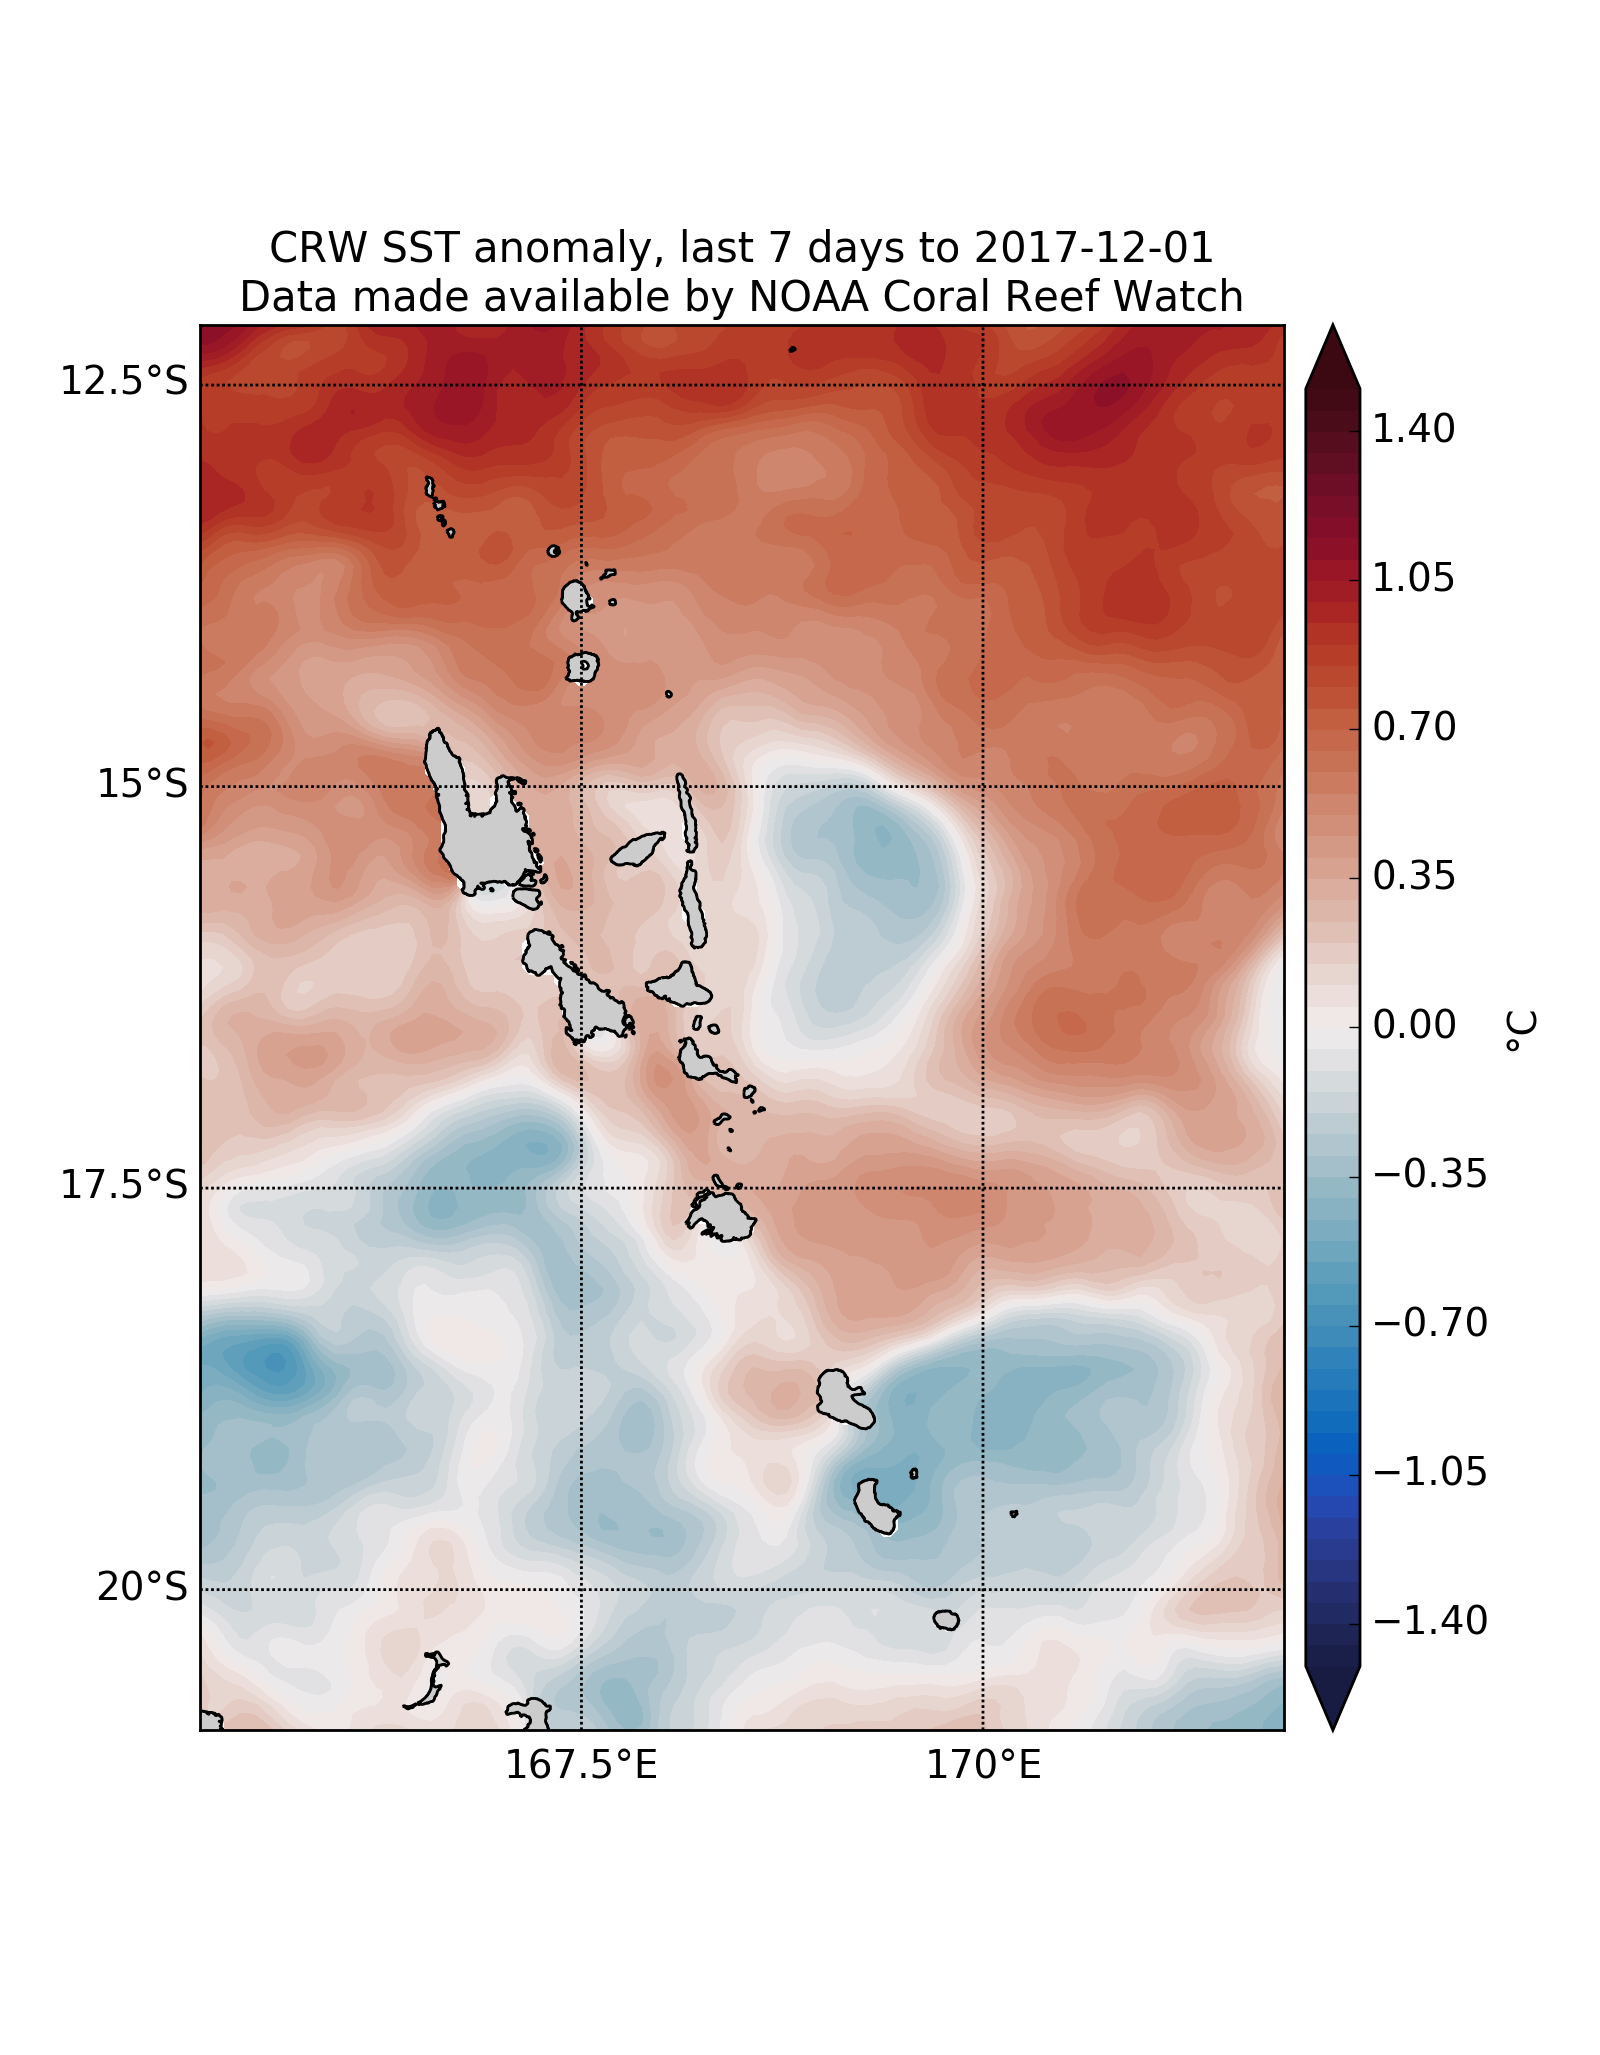 CRW SST anomaly, last 7 days to 2017-12-01
Data made available by NOAA Coral Reef Watch
12.5°S
15°S
17.5°S
20°S
167.5°E
170°E
1.40
1.05
0.70
0.35
0.00
−0.35
−0.70
−1.05
−1.40
°C